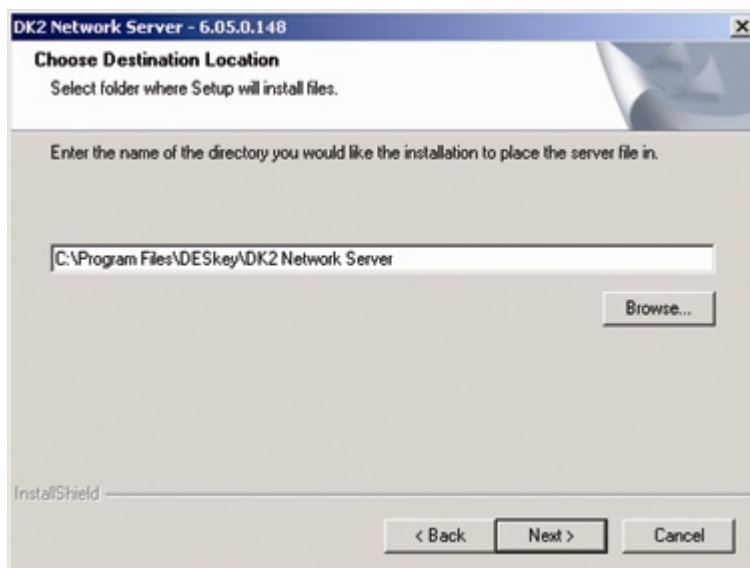 DK2 Network Server - 6.05.0.148
Choose Destination Location
Select folder where Setup will install files.
Enter the name of the directory you would like the installation to place the server file in.
C:\Program Files\DESkey\DK2 Network Server
Browse...
InstallShield
< Back
Next >
Cancel